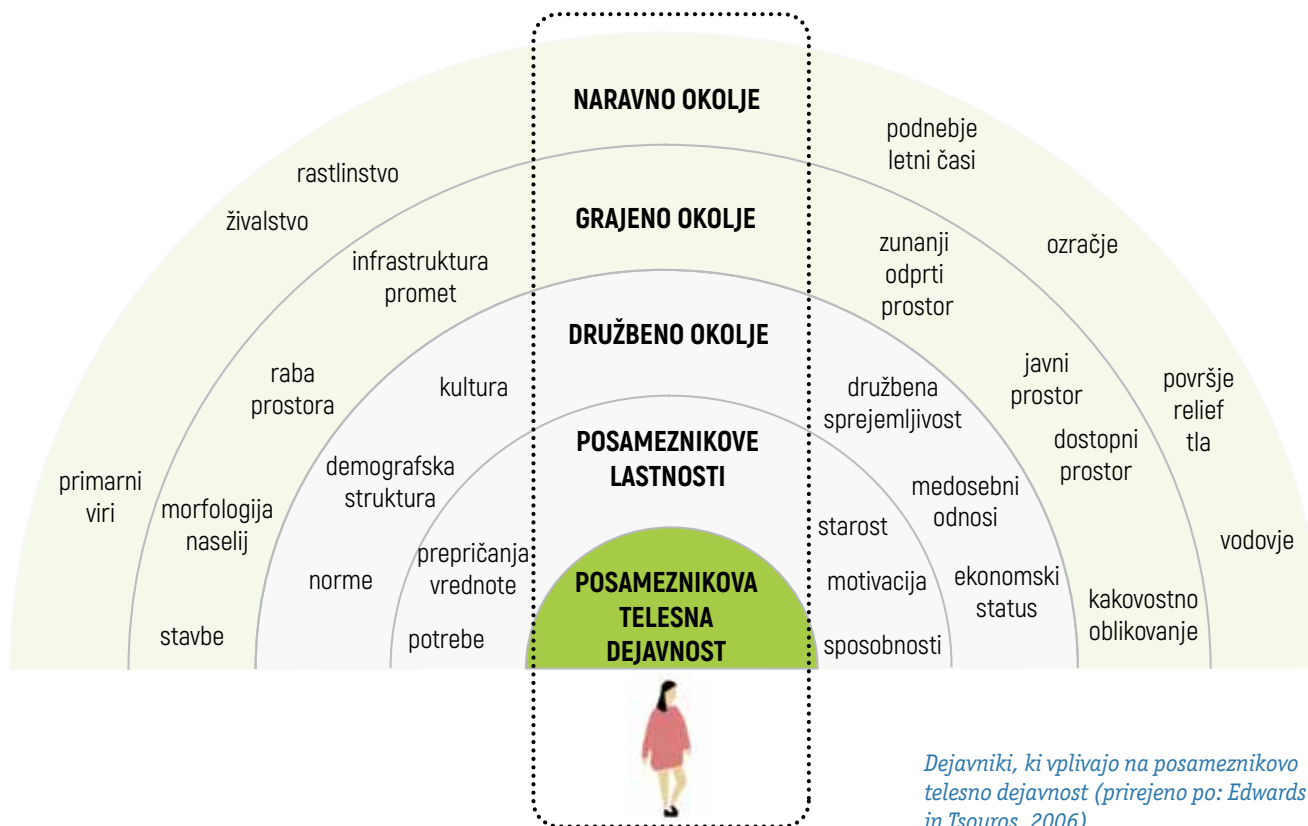 NARAVNO OKOLJE
podnebje
letni časi
rastlinstvo
živalstvo
ozračje
primarni
viri
površje
relief
tla
vodovje
GRAJENO OKOLJE
infrastruktura
promet
zunanji
odprti
prostor
raba
prostora
javni
prostor
dostopni
prostor
morfologija
naselij
stavbe
kakovostno
oblikovanje
DRUŽBENO OKOLJE
kultura
družbena
sprejemljivost
demografska
struktura
medosebni
odnosi
norme
ekonomski
status
POSAMEZNIKOVE
LASTNOSTI
prepričanja
vrednote
potrebe
starost
motivacija
sposobnosti
POSAMEZNIKOVA
TELESNA
DEJAVNOST
Dejavniki, ki vplivajo na posameznikovo
telesno dejavnost (prirejeno po: Edwards
in Tsouros, 2006)